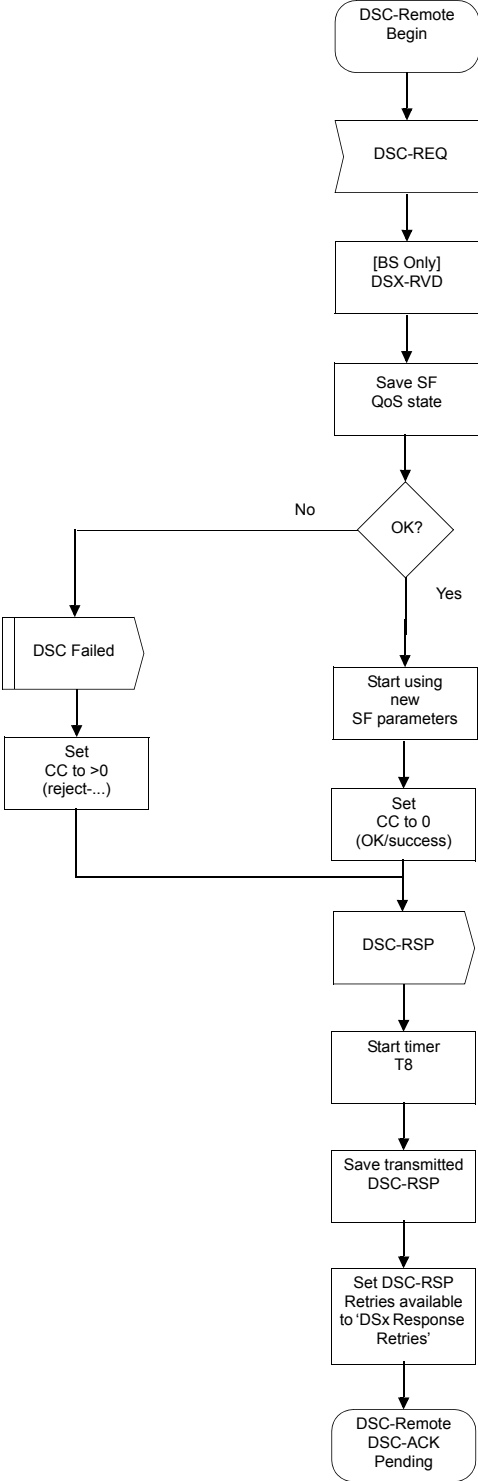 DSC-Remote
Begin
DSC-REQ
[BS Only]
DSX-RVD
Save SF
QoS state
OK?
No
Yes
DSC Failed
Start using
new
SF parameters
Set
CC to >0
(reject-...)
Set
CC to 0
(OK/success)
DSC-RSP
Start timer
T8
Save transmitted
DSC-RSP
Set DSC-RSP
Retries available
to ‘DSx Response
Retries’
DSC-Remote
DSC-ACK
Pending